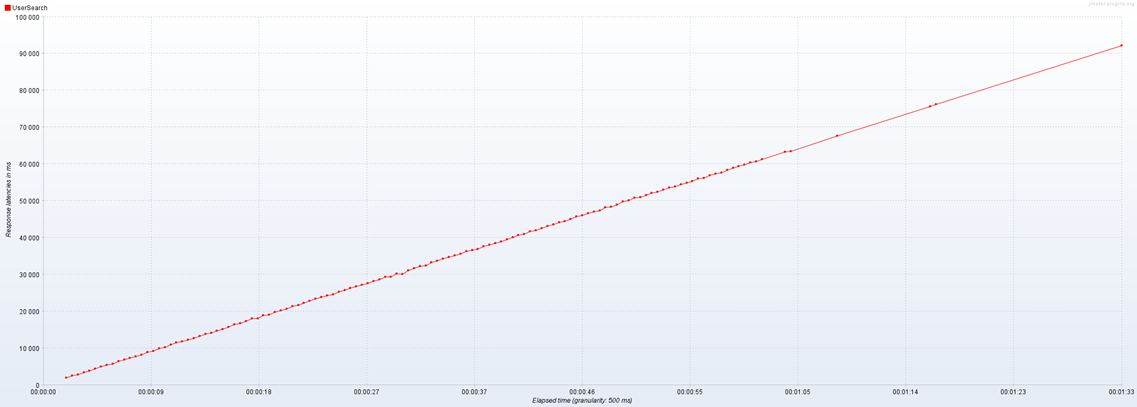 jmeter-plugins.org
UserSearch
100 000
90 000
80 000
70 000
60 000
50 000
40 000
30 000
20 000
10 000
0
Response latencies in ms
00:00:00 00:00:09 00:00:18 00:00:27 00:00:37 00:00:46 00:00:55 00:01:05 00:01:14 00:01:23 00:01:33
Elapsed time (granularity: 500 ms)